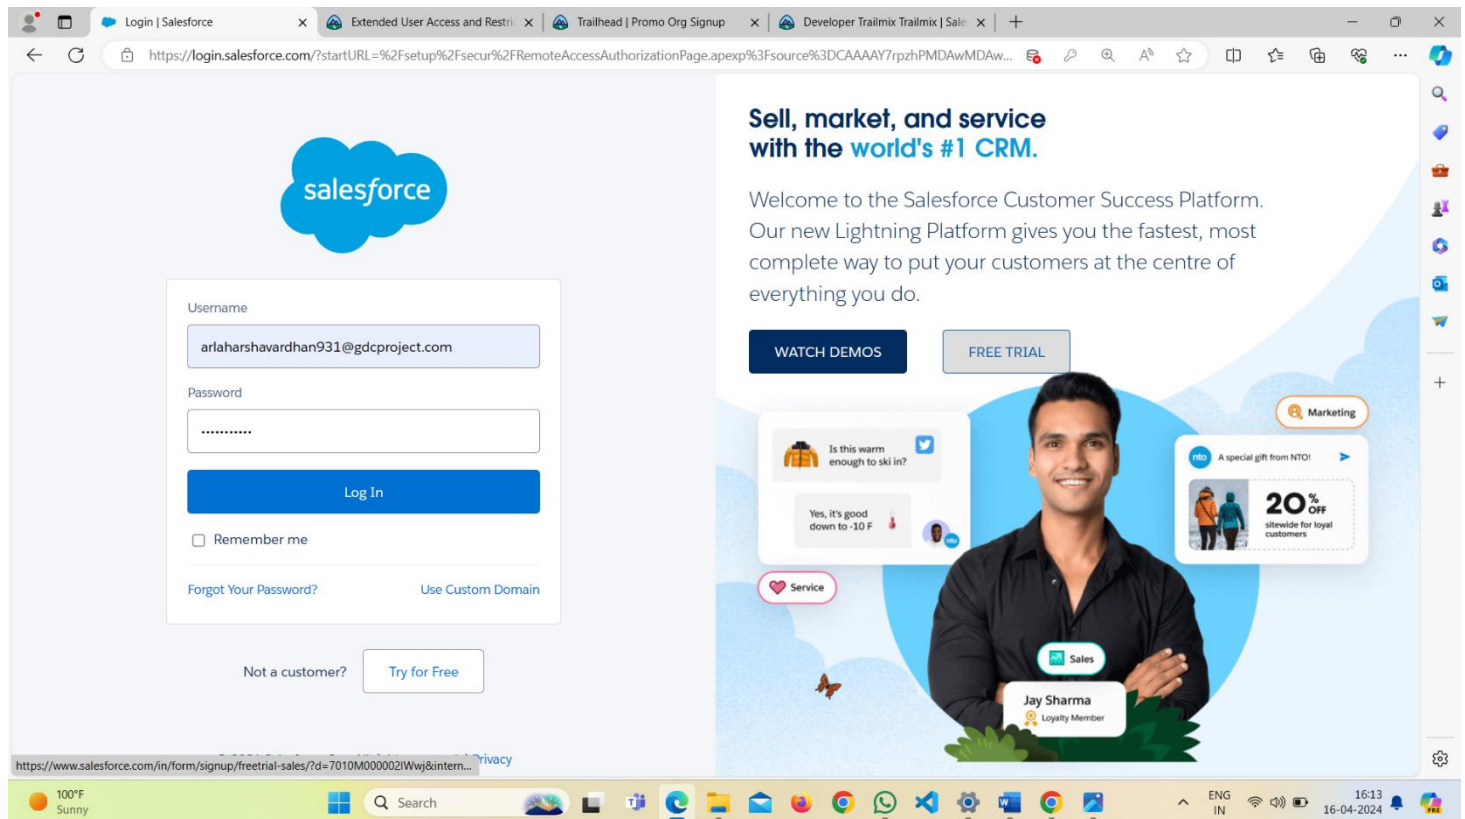 Login | Salesforce
Extended User Access and Restri
Trailhead | Promo Org Signup
Developer Trailmix Trailmix | Sale
https://login.salesforce.com/?startURL=%2Fsetup%2Fsecur%2FRemoteAccessAuthorizationPage.apexp%3Fsource%3DCAAAAY7rpzhPMDAwMDAw...
salesforce
Username
arlaharshavardhan931@gdcproject.com
Password
...........
Log In
Remember me
Forgot Your Password?
Use Custom Domain
Not a customer?
Try for Free
Privacy
https://www.salesforce.com/in/form/signup/freetrial-sales/?d=7010M000002IWwj&intern...
Sell, market, and service
with the world's #1 CRM.
Welcome to the Salesforce Customer Success Platform.
Our new Lightning Platform gives you the fastest, most
complete way to put your customers at the centre of
everything you do.
WATCH DEMOS
FREE TRIAL
Is this warm
enough to ski in?
Yes, it's good
down to -10 F
nto
Service
Marketing
nto
A special gift from NTO!
20% OFF
sitewide for loyal
customers
Sales
Jay Sharma
Loyalty Member
100°F
Sunny
Search
ENG
IN
16:13
16-04-2024
PRE